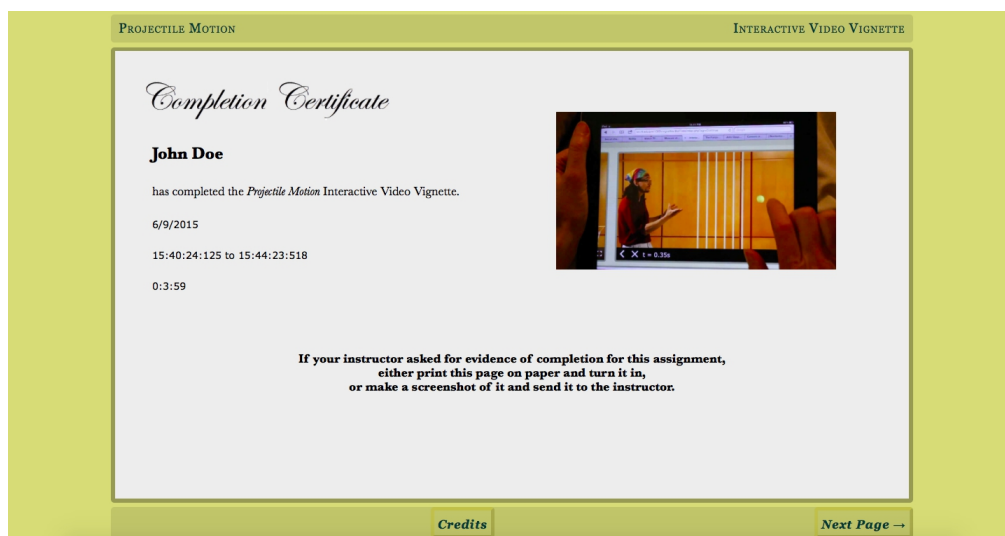 Projectile Motion
Interactive Video Vignette
Completion Certificate
John Doe
has completed the Projectile Motion Interactive Video Vignette.
6/9/2015
15:40:24:125 to 15:44:23:518
0:3:59
t = 0.35s
If your instructor asked for evidence of completion for this assignment,
either print this page on paper and turn it in,
or make a screenshot of it and send it to the instructor.
Credits
Next Page →